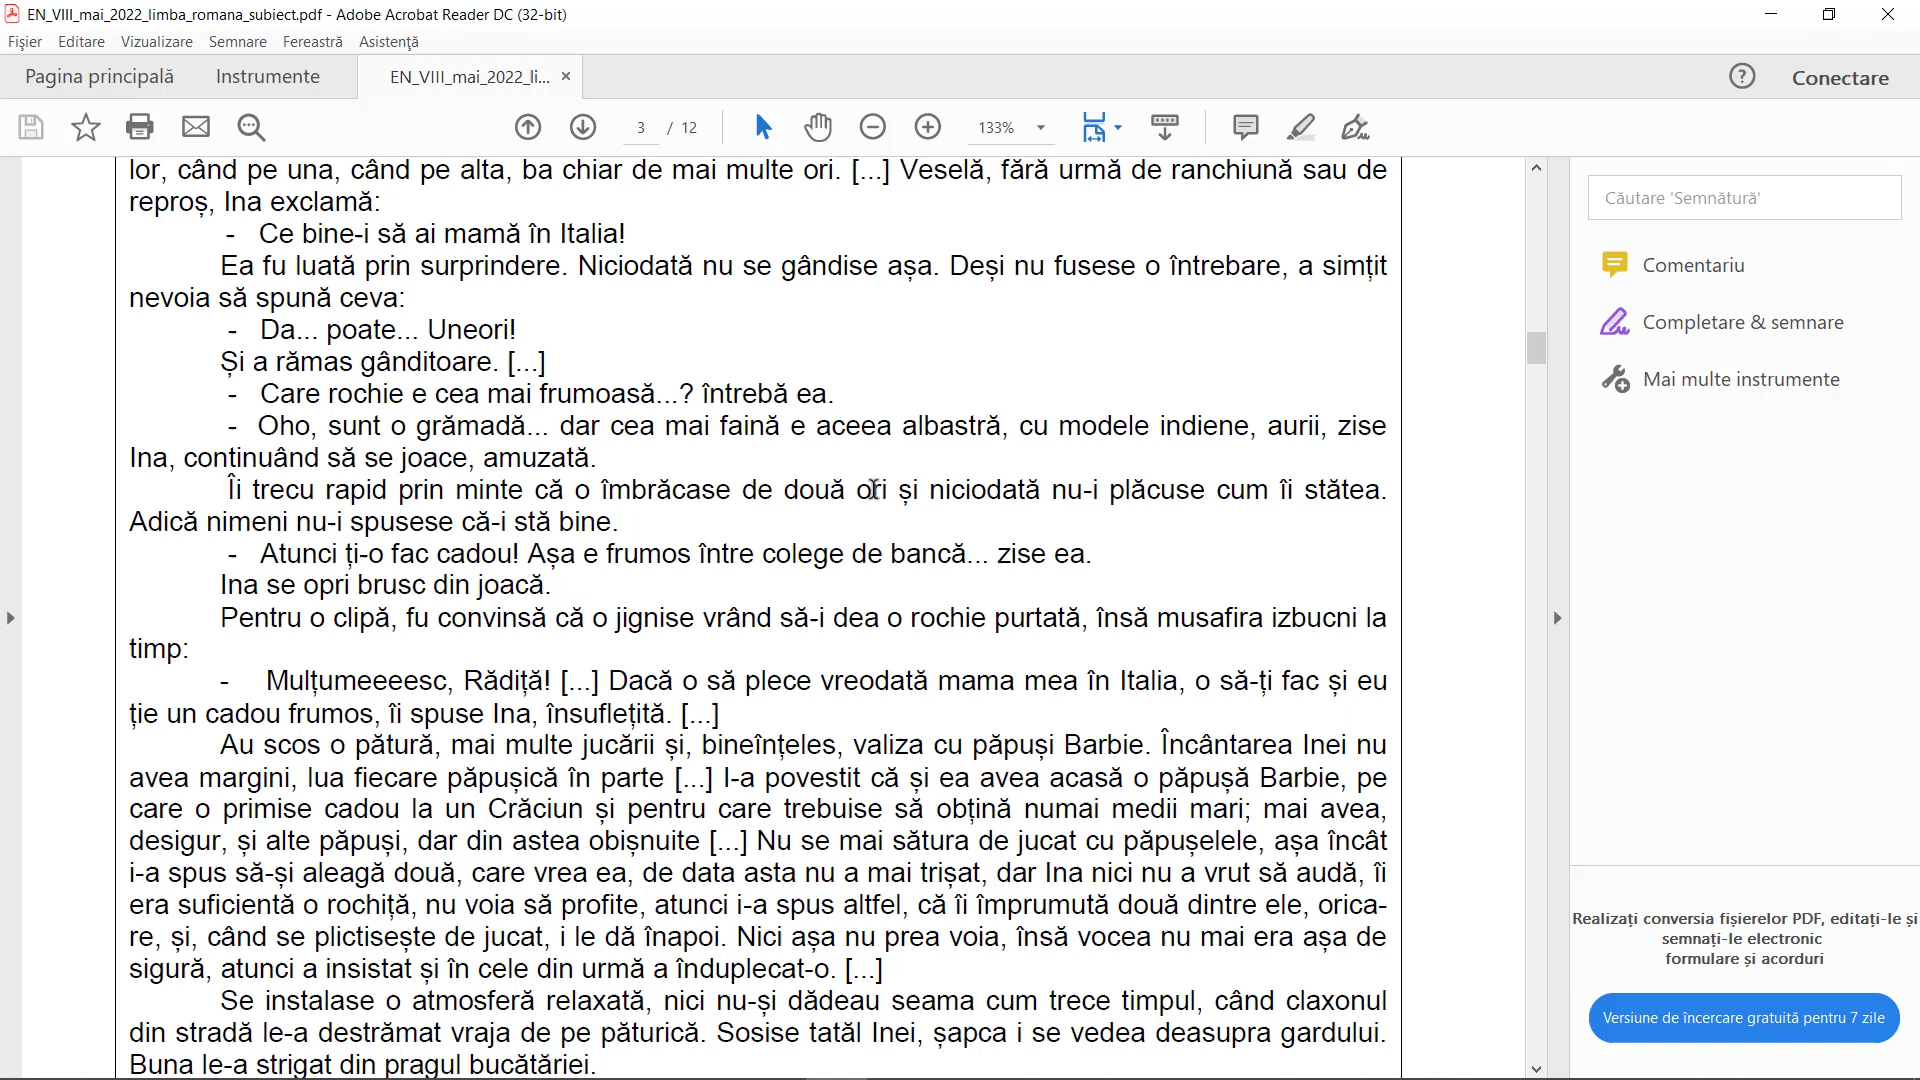 EN_VIII_mai_2022_limba_romana_subiect.pdf - Adobe Acrobat Reader DC (32-bit)
Fișier Editare Vizualizare Semnare Fereastră Asistență
Pagina principală Instrumente EN_VIII_mai_2022_li... × Conectare
3 / 12 133%
lor, când pe una, când pe alta, ba chiar de mai multe ori. [...] Veselă, fără urmă de ranchiună sau de
reproș, Ina exclamă:
- Ce bine-i să ai mamă în Italia!
Ea fu luată prin surprindere. Niciodată nu se gândise așa. Deși nu fusese o întrebare, a simțit
nevoia să spună ceva:
- Da... poate... Uneori!
Și a rămas gânditoare. [...]
- Care rochie e cea mai frumoasă...? întrebă ea.
- Oho, sunt o grămadă... dar cea mai faină e aceea albastră, cu modele indiene, aurii, zise
Ina, continuând să se joace, amuzată.
Îi trecu rapid prin minte că o îmbrăcase de două ori și niciodată nu-i plăcuse cum îi stătea.
Adică nimeni nu-i spusese că-i stă bine.
- Atunci ți-o fac cadou! Așa e frumos între colege de bancă... zise ea.
Ina se opri brusc din joacă.
Pentru o clipă, fu convinsă că o jignise vrând să-i dea o rochie purtată, însă musafira izbucni la
timp:
- Mulțumeeeesc, Rădiță! [...] Dacă o să plece vreodată mama mea în Italia, o să-ți fac și eu
ție un cadou frumos, îi spuse Ina, însuflețită. [...]
Au scos o pătură, mai multe jucării și, bineînțeles, valiza cu păpuși Barbie. Încântarea Inei nu
avea margini, lua fiecare păpușică în parte [...] I-a povestit că și ea avea acasă o păpușă Barbie, pe
care o primise cadou la un Crăciun și pentru care trebuise să obțină numai medii mari; mai avea,
desigur, și alte păpuși, dar din astea obișnuite [...] Nu se mai sătura de jucat cu păpușelele, așa încât
i-a spus să-și aleagă două, care vrea ea, de data asta nu a mai trișat, dar Ina nici nu a vrut să audă, îi
era suficientă o rochiță, nu voia să profite, atunci i-a spus altfel, că îi împrumută două dintre ele, orica-
re, și, când se plictisește de jucat, i le dă înapoi. Nici așa nu prea voia, însă vocea nu mai era așa de
sigură, atunci a insistat și în cele din urmă a înduplecat-o. [...]
Se instalase o atmosferă relaxată, nici nu-și dădeau seama cum trece timpul, când claxonul
din stradă le-a destrămat vraja de pe păturică. Sosise tatăl Inei, șapca i se vedea deasupra gardului.
Buna le-a strigat din pragul bucătăriei.
Căutare 'Semnătură'
Comentariu
Completare & semnare
Mai multe instrumente
Realizați conversia fișierelor PDF, editați-le și
semnați-le electronic
formulare și acorduri
Versiune de încercare gratuită pentru 7 zile